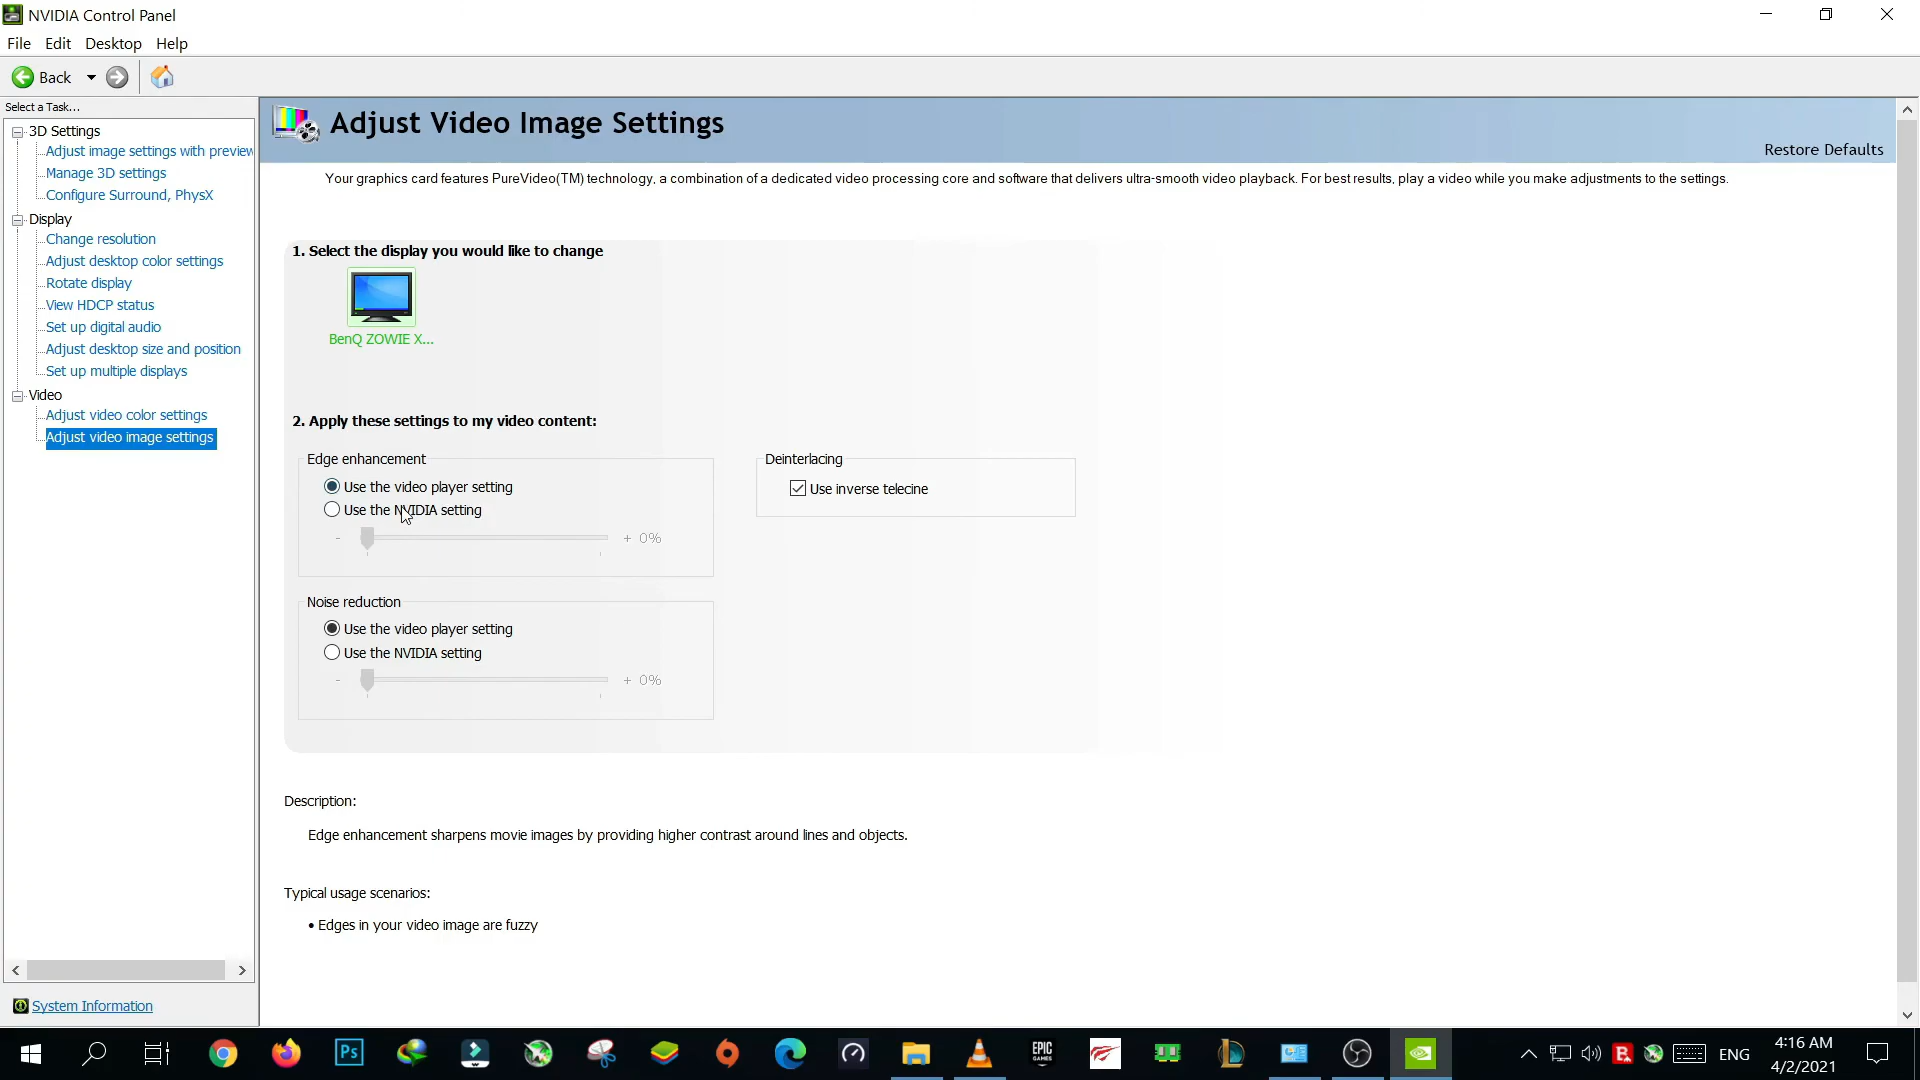 NVIDIA Control Panel
File Edit Desktop Help
Back
Select a Task...
3D Settings
Adjust image settings with preview
Manage 3D settings
Configure Surround, PhysX
Display
Change resolution
Adjust desktop color settings
Rotate display
View HDCP status
Set up digital audio
Adjust desktop size and position
Set up multiple displays
Video
Adjust video color settings
Adjust video image settings
System Information
Adjust Video Image Settings
Restore Defaults
Your graphics card features PureVideo(TM) technology, a combination of a dedicated video processing core and software that delivers ultra-smooth video playback. For best results, play a video while you make adjustments to the settings.
1. Select the display you would like to change
BenQ ZOWIE X...
2. Apply these settings to my video content:
Edge enhancement
Use the video player setting
Use the NVIDIA setting
- + 0%
Deinterlacing
Use inverse telecine
Noise reduction
Use the video player setting
Use the NVIDIA setting
- + 0%
Description:
Edge enhancement sharpens movie images by providing higher contrast around lines and objects.
Typical usage scenarios:
• Edges in your video image are fuzzy
Ps
EPIC
GAMES
ENG
4:16 AM
4/2/2021